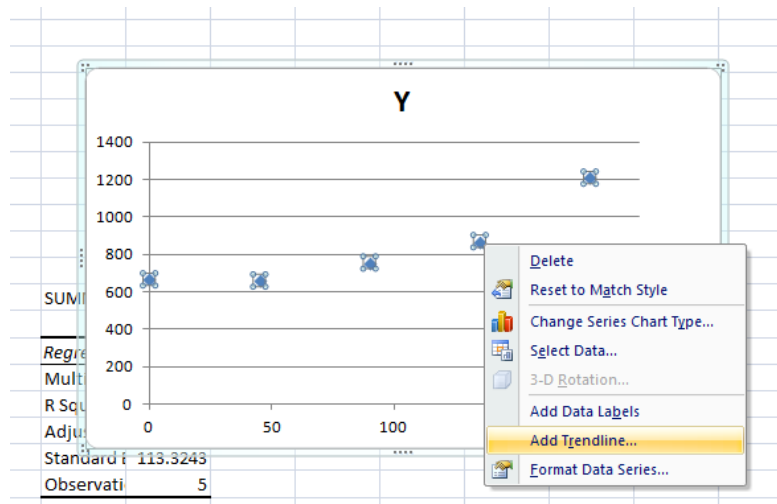 Y
1400
1200
1000
800
600
400
200
0
0 50 100
Delete
Reset to Match Style
Change Series Chart Type...
Select Data...
3-D Rotation...
Add Data Labels
Add Trendline...
Format Data Series...
SUM
Regre
Multi
R Squ
Adju
Standard 113.3243
Observati 5